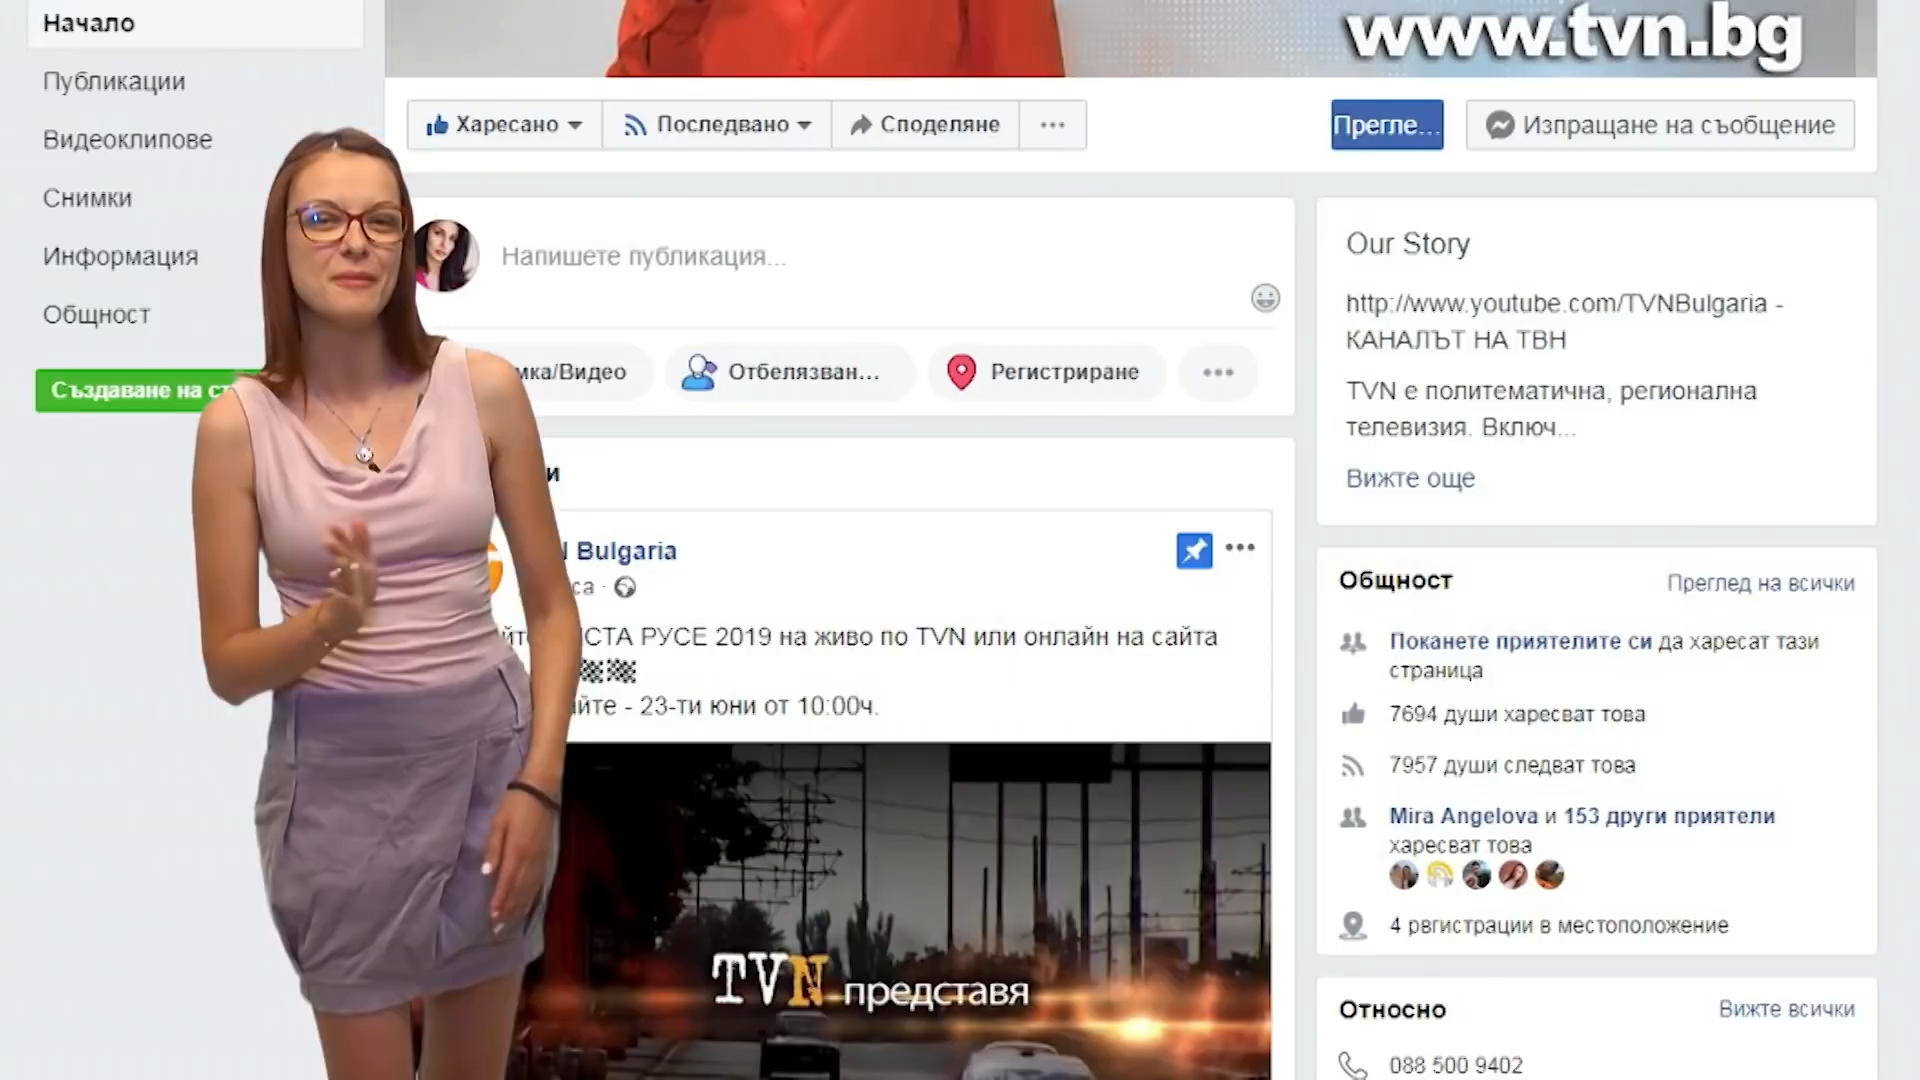 Начало
Публикации
Видеоклипове
Снимки
Информация
Общност
Създаване на
www.tvn.bg
Харесано
Последвано
Споделяне
Прегле...
Изпращане на съобщение
Напишете публикация...
мка/Видео
Отбелязван...
Регистриране
и
N Bulgaria
са
СТА РУСЕ 2019 на живо по TVN или онлайн на сайта
йте - 23-ти юни от 10:00ч.
TVN представя
Our Story
http://www.youtube.com/TVNBulgaria -
КАНАЛЪТ НА ТВН
TVN е политематична, регионална
телевизия. Включ...
Вижте още
Общност
Преглед на всички
Поканете приятелите си да харесат тази
страница
7694 души харесват това
7957 души следват това
Mira Angelova и 153 други приятели
харесват това
4 рвгистрации в местоположение
Относно
Вижте всички
088 500 9402